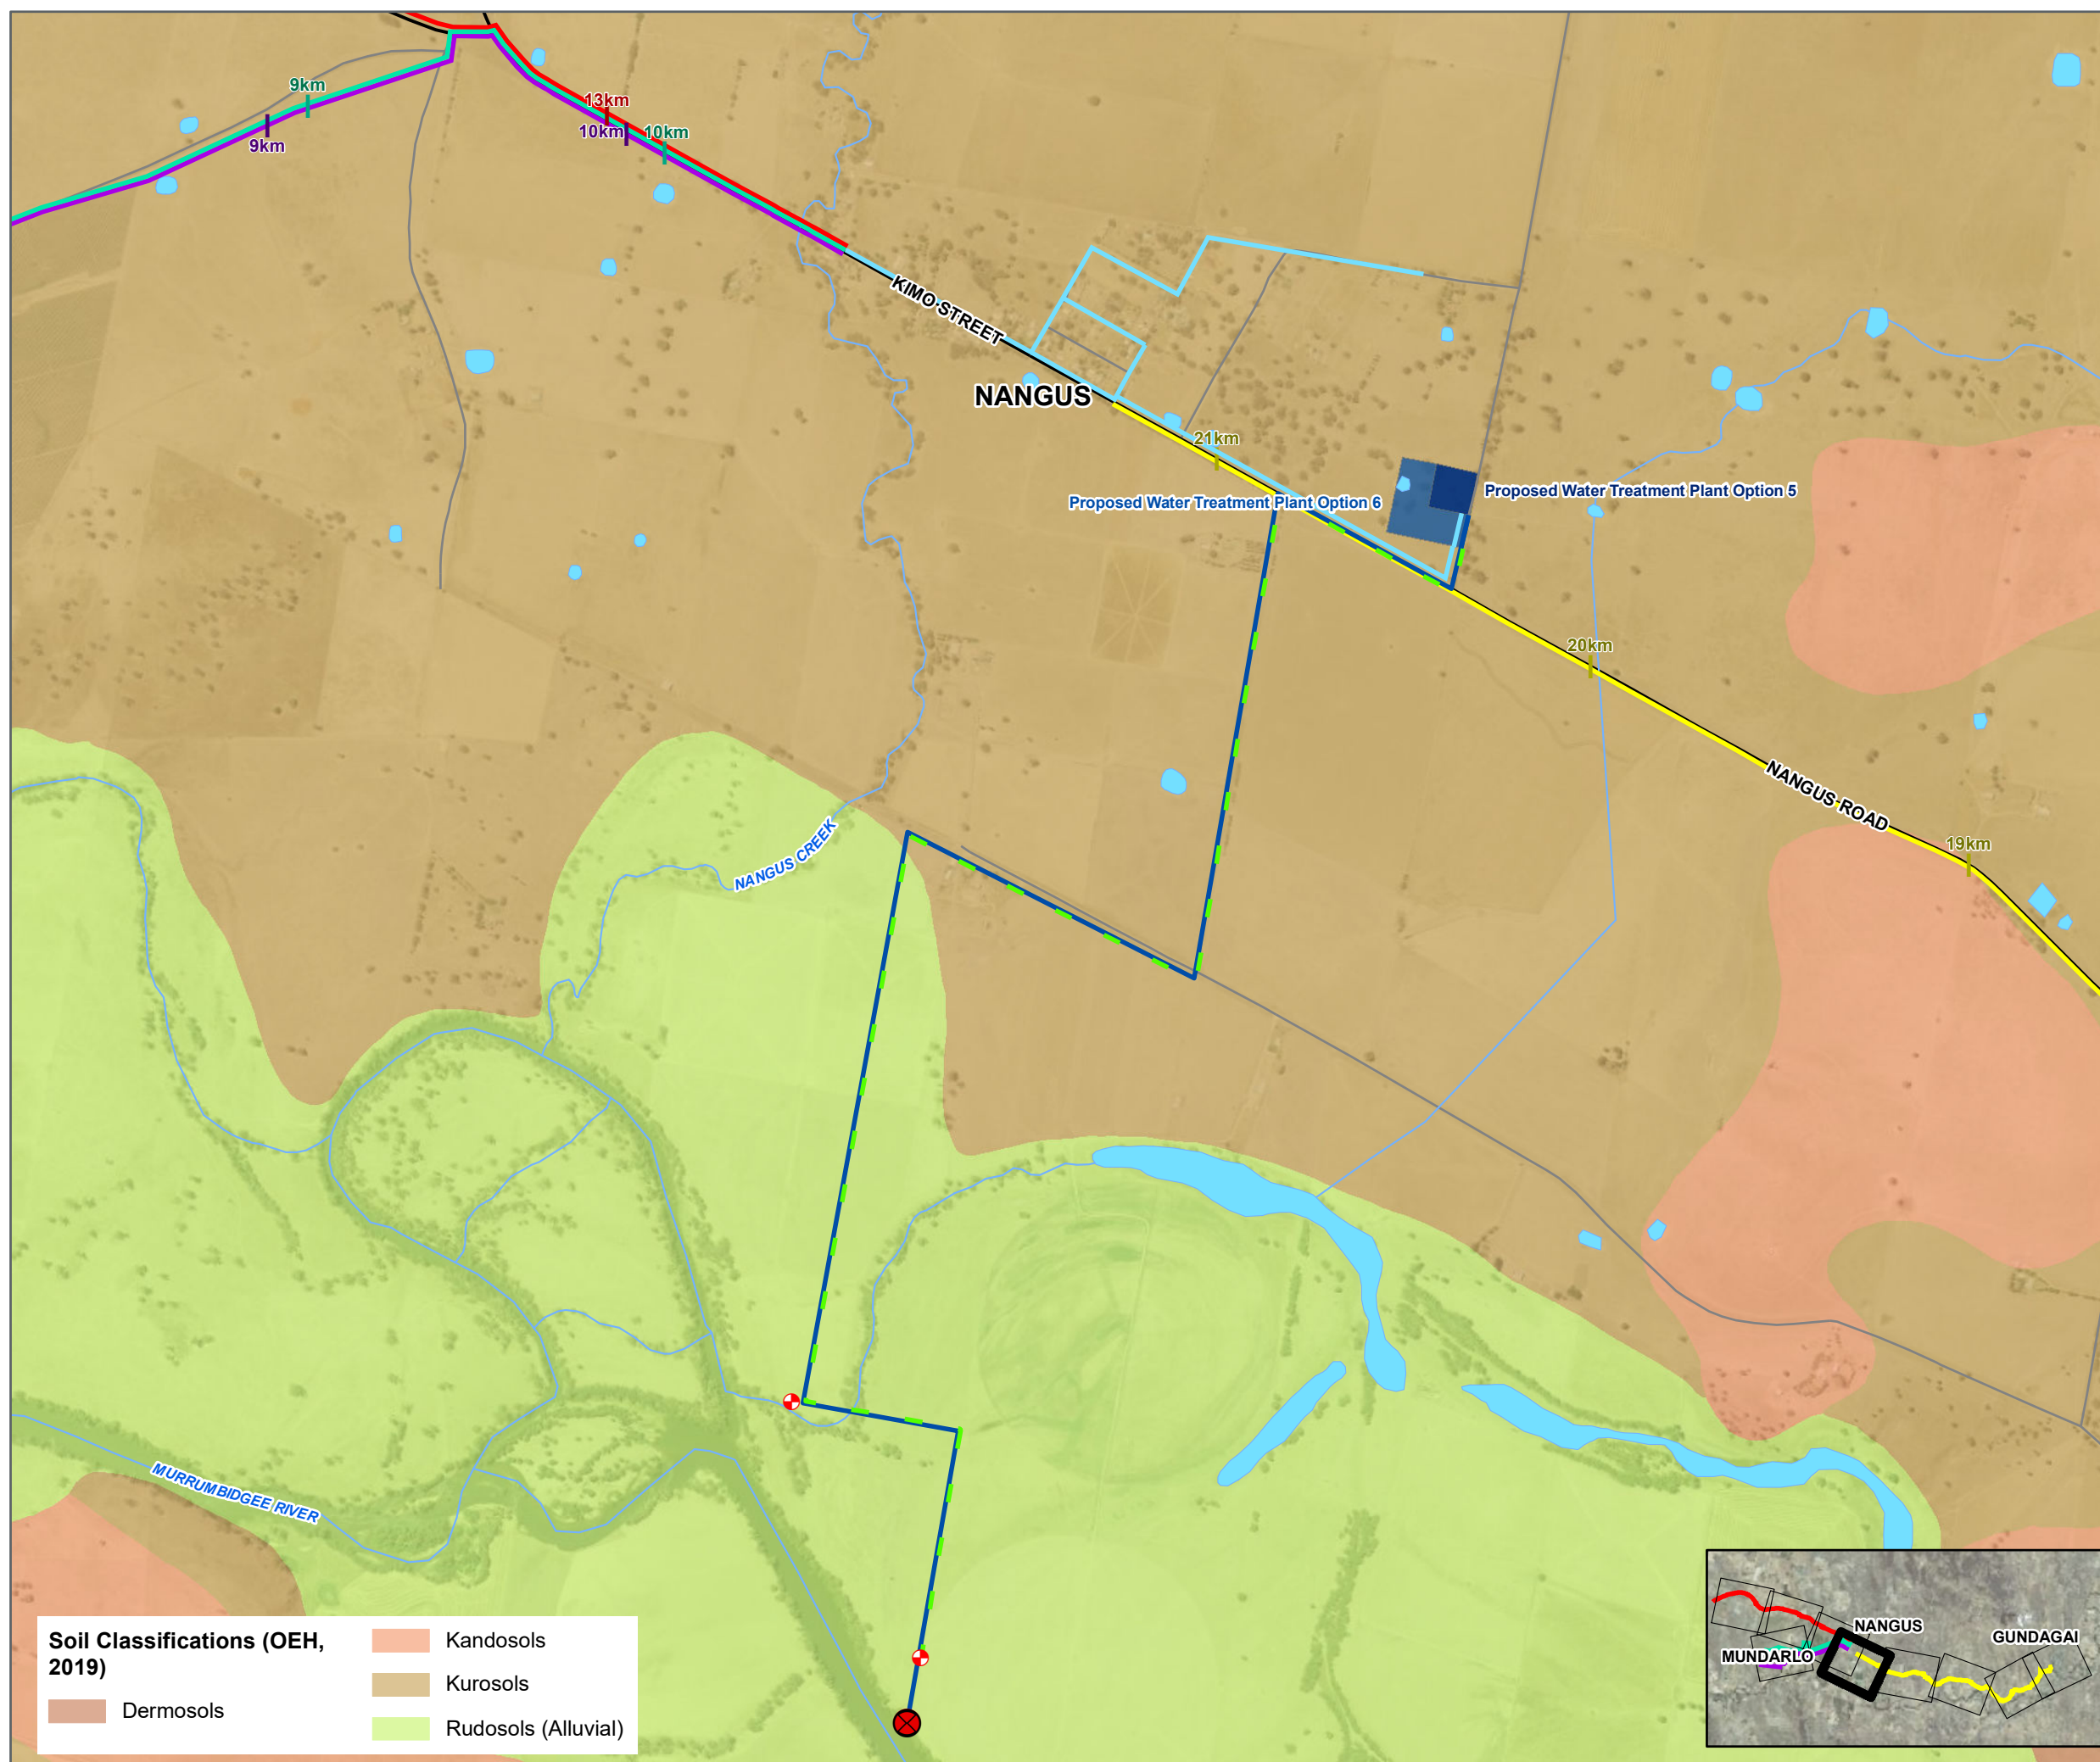 9km
9km
13km
10km
10km
KIMO STREET
NANGUS
21km
Proposed Water Treatment Plant Option 6
Proposed Water Treatment Plant Option 5
20km
NANGUS ROAD
19km
NANGUS CREEK
MURRUMBIDGEE RIVER
Soil Classifications (OEH,
2019)
Dermosols
Kandosols
Kurosols
Rudosols (Alluvial)
NANGUS
GUNDAGAI
MUNDARLO